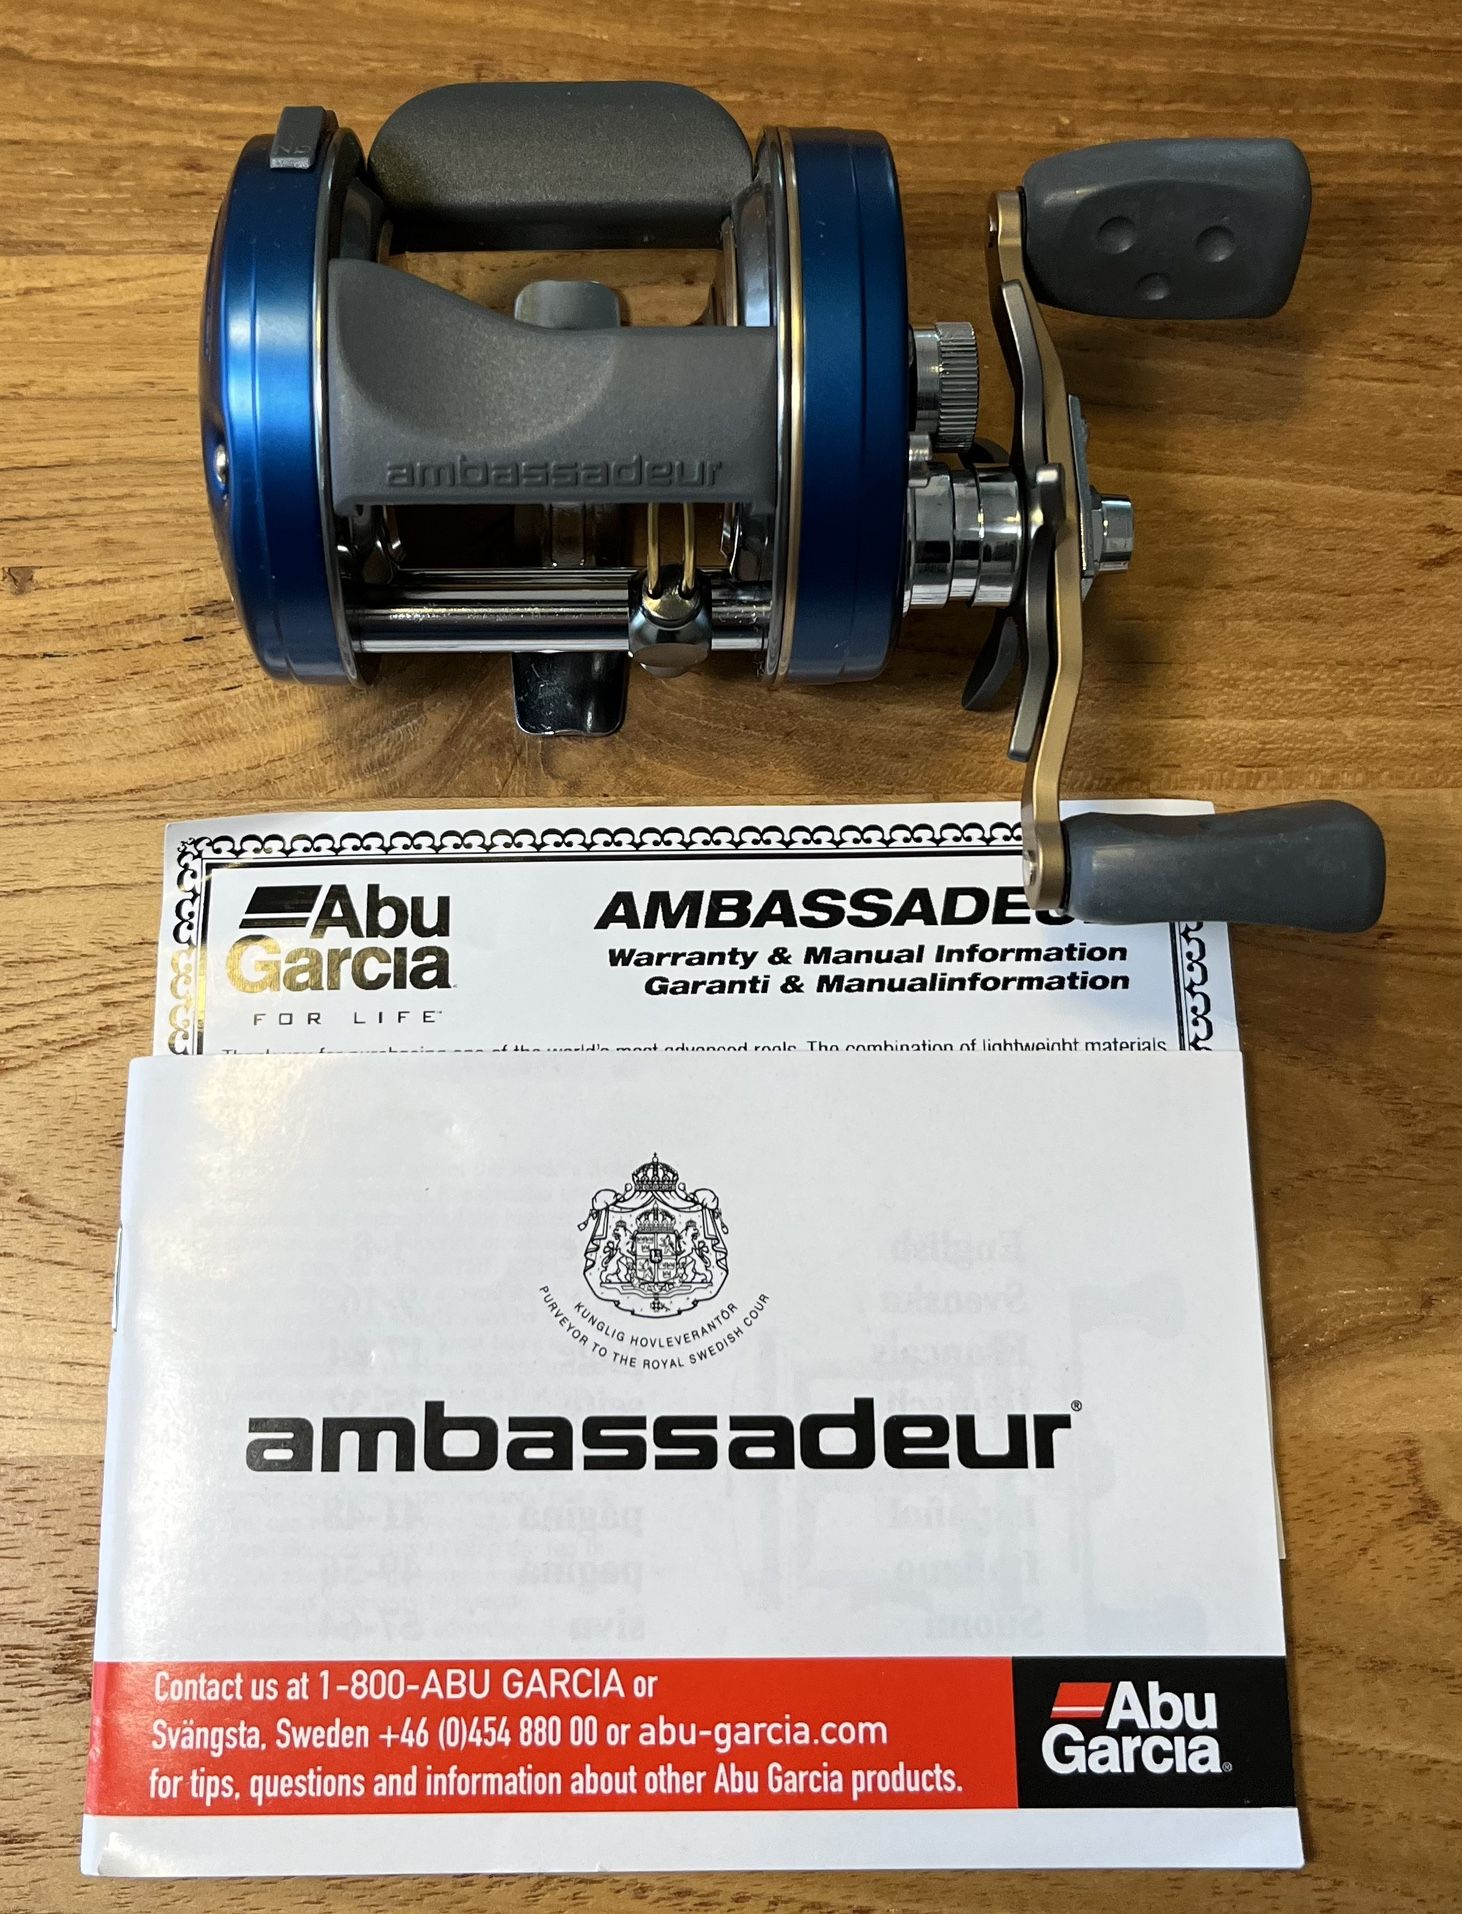 ambassadeur
Abu
Garcia
FOR LIFE
Warranty & Manual Information
Garanti & Manualinformation
KUNGLIG HOVLEVERANTÖR
PURVEYOR TO THE ROYAL SWEDISH COUR
ambassadeur®
Contact us at 1-800-ABU GARCIA or
Svängsta, Sweden +46 (0)454 880 00 or abu-garcia.com
for tips, questions and information about other Abu Garcia products.
Abu
Garcia®